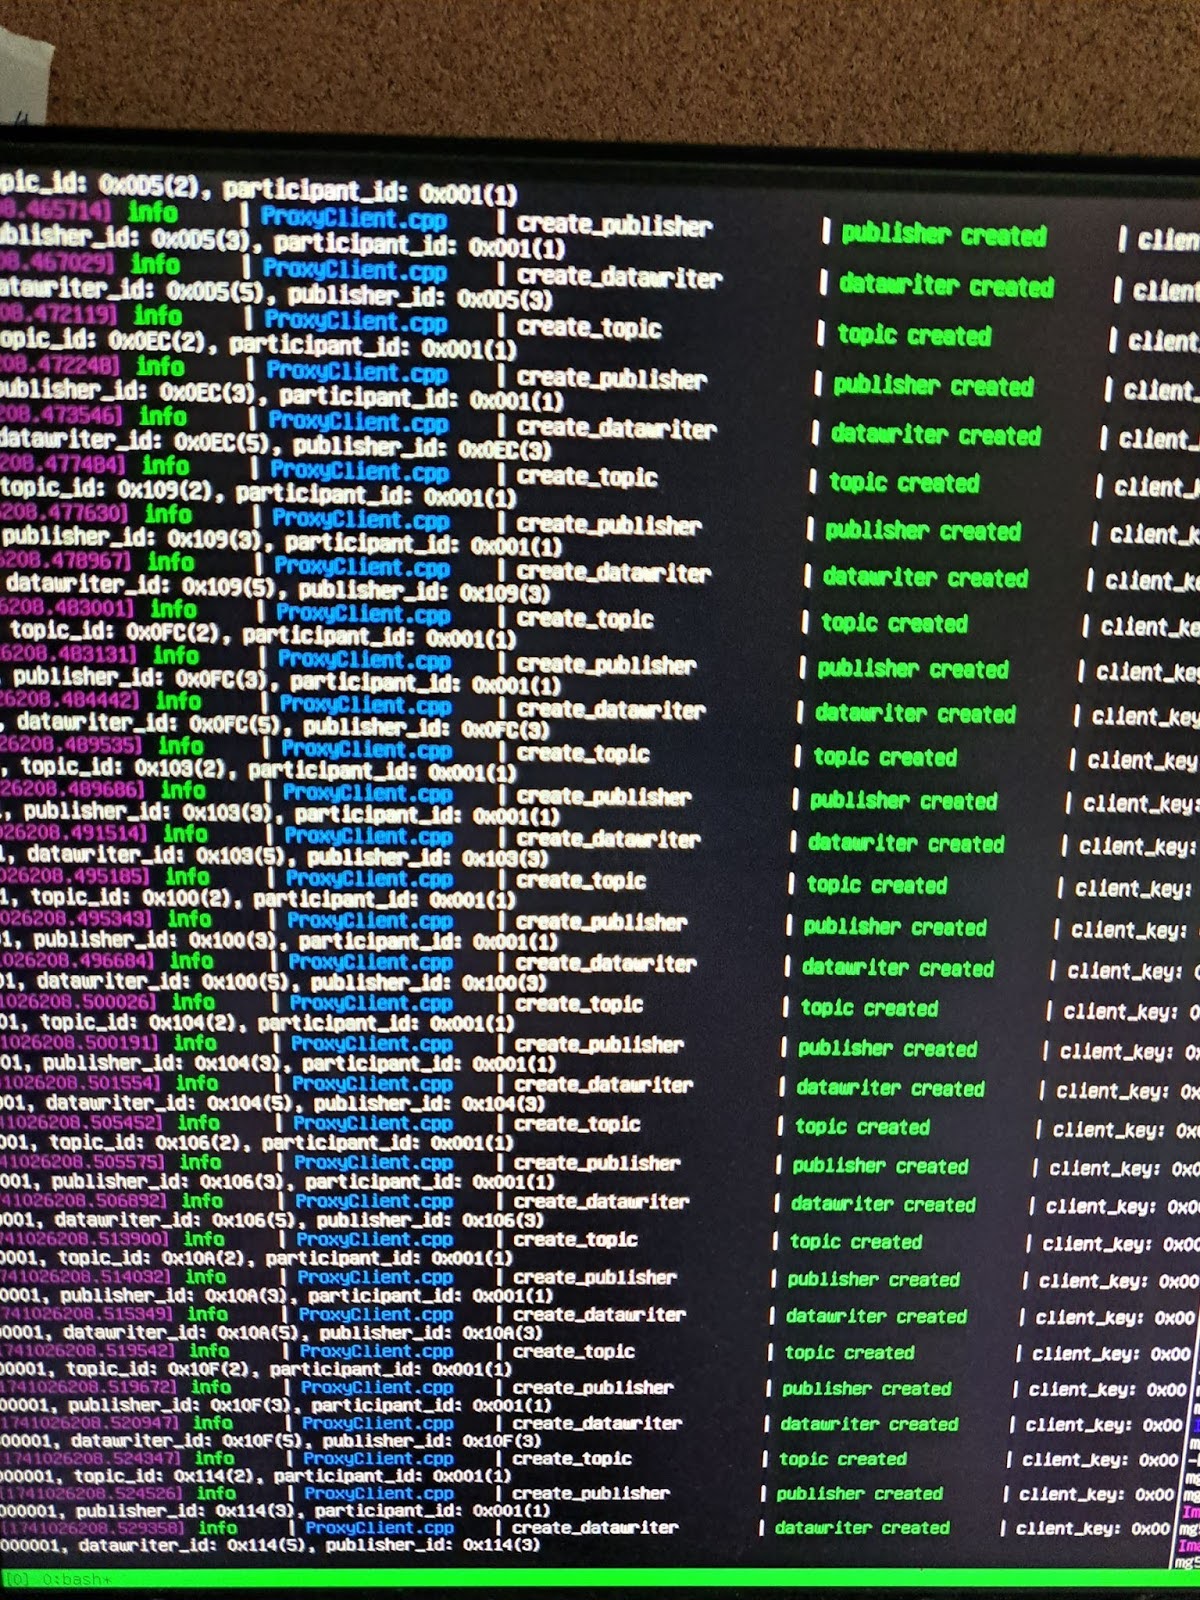 pic_id: 0x0D5(2), participant_id: 0x001(1)
08.465714] info | ProxyClient.cpp | create_publisher | publisher created | clien
ublisher_id: 0x0D5(3), participant_id: 0x001(1)
08.467029] info | ProxyClient.cpp | create_datawriter | datawriter created | client
atawriter_id: 0x0D5(5), publisher_id: 0x0D5(3)
08.472119] info | ProxyClient.cpp | create_topic | topic created | client_
opic_id: 0x0EC(2), participant_id: 0x001(1)
08.472248] info | ProxyClient.cpp | create_publisher | publisher created | client_
publisher_id: 0x0EC(3), participant_id: 0x001(1)
208.473546] info | ProxyClient.cpp | create_datawriter | datawriter created | client_
datawriter_id: 0x0EC(5), publisher_id: 0x0EC(3)
208.477484] info | ProxyClient.cpp | create_topic | topic created | client_k
topic_id: 0x109(2), participant_id: 0x001(1)
6208.477630] info | ProxyClient.cpp | create_publisher | publisher created | client_k
publisher_id: 0x109(3), participant_id: 0x001(1)
6208.478967] info | ProxyClient.cpp | create_datawriter | datawriter created | client_ke
datawriter_id: 0x109(5), publisher_id: 0x109(3)
26208.483001] info | ProxyClient.cpp | create_topic | topic created | client_ke
topic_id: 0x0FC(2), participant_id: 0x001(1)
26208.483131] info | ProxyClient.cpp | create_publisher | publisher created | client_key
, publisher_id: 0x0FC(3), participant_id: 0x001(1)
26208.484442] info | ProxyClient.cpp | create_datawriter | datawriter created | client_key
, datawriter_id: 0x0FC(5), publisher_id: 0x0FC(3)
026208.489535] info | ProxyClient.cpp | create_topic | topic created | client_key
, topic_id: 0x103(2), participant_id: 0x001(1)
026208.489686] info | ProxyClient.cpp | create_publisher | publisher created | client_key:
1, publisher_id: 0x103(3), participant_id: 0x001(1)
026208.491514] info | ProxyClient.cpp | create_datawriter | datawriter created | client_key:
1, datawriter_id: 0x103(5), publisher_id: 0x103(3)
1026208.495185] info | ProxyClient.cpp | create_topic | topic created | client_key:
1, topic_id: 0x100(2), participant_id: 0x001(1)
1026208.495343] info | ProxyClient.cpp | create_publisher | publisher created | client_key:
01, publisher_id: 0x100(3), participant_id: 0x001(1)
1026208.496684] info | ProxyClient.cpp | create_datawriter | datawriter created | client_key: 0
01, datawriter_id: 0x100(5), publisher_id: 0x100(3)
41026208.500026] info | ProxyClient.cpp | create_topic | topic created | client_key: 0
01, topic_id: 0x104(2), participant_id: 0x001(1)
41026208.500191] info | ProxyClient.cpp | create_publisher | publisher created | client_key: 0x
001, publisher_id: 0x104(3), participant_id: 0x001(1)
41026208.501554] info | ProxyClient.cpp | create_datawriter | datawriter created | client_key: 0x
001, datawriter_id: 0x104(5), publisher_id: 0x104(3)
741026208.505452] info | ProxyClient.cpp | create_topic | topic created | client_key: 0x0
001, topic_id: 0x106(2), participant_id: 0x001(1)
741026208.505575] info | ProxyClient.cpp | create_publisher | publisher created | client_key: 0x0
001, publisher_id: 0x106(3), participant_id: 0x001(1)
741026208.506892] info | ProxyClient.cpp | create_datawriter | datawriter created | client_key: 0x0
0001, datawriter_id: 0x106(5), publisher_id: 0x106(3)
1741026208.513900] info | ProxyClient.cpp | create_topic | topic created | client_key: 0x00
0001, topic_id: 0x10A(2), participant_id: 0x001(1)
1741026208.514032] info | ProxyClient.cpp | create_publisher | publisher created | client_key: 0x00
0001, publisher_id: 0x10A(3), participant_id: 0x001(1)
1741026208.515349] info | ProxyClient.cpp | create_datawriter | datawriter created | client_key: 0x00
00001, datawriter_id: 0x10A(5), publisher_id: 0x10A(3)
1741026208.519542] info | ProxyClient.cpp | create_topic | topic created | client_key: 0x00
00001, topic_id: 0x10F(2), participant_id: 0x001(1)
1741026208.519672] info | ProxyClient.cpp | create_publisher | publisher created | client_key: 0x00
00001, publisher_id: 0x10F(3), participant_id: 0x001(1)
[1741026208.520947] info | ProxyClient.cpp | create_datawriter | datawriter created | client_key: 0x00
000001, datawriter_id: 0x10F(5), publisher_id: 0x10F(3)
[1741026208.524347] info | ProxyClient.cpp | create_topic | topic created | client_key: 0x00
000001, topic_id: 0x114(2), participant_id: 0x001(1)
[1741026208.524526] info | ProxyClient.cpp | create_publisher | publisher created | client_key: 0x00
000001, publisher_id: 0x114(3), participant_id: 0x001(1)
[1741026208.529358] info | ProxyClient.cpp | create_datawriter | datawriter created | client_key: 0x00
000001, datawriter_id: 0x114(5), publisher_id: 0x114(3)
[0] 0:bash*